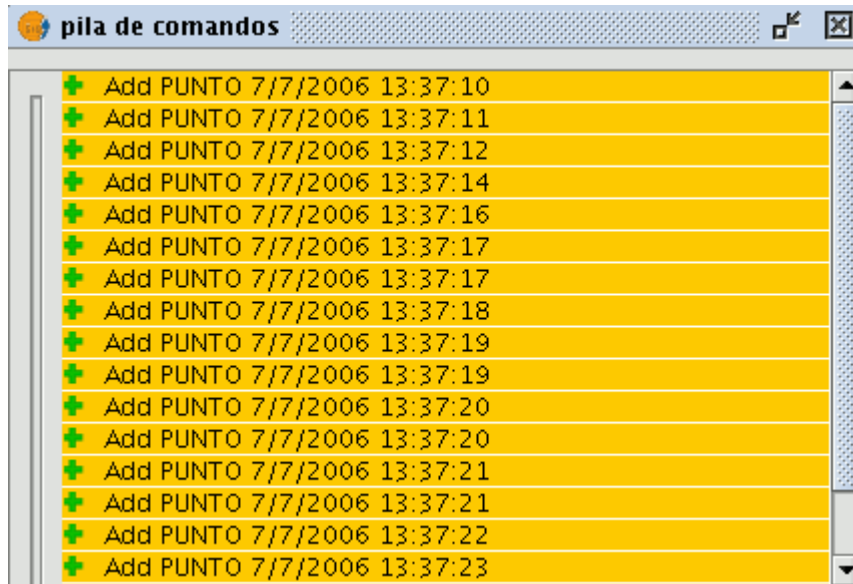 pila de comandos
Add PUNTO 7/7/2006 13:37:10
Add PUNTO 7/7/2006 13:37:11
Add PUNTO 7/7/2006 13:37:12
Add PUNTO 7/7/2006 13:37:14
Add PUNTO 7/7/2006 13:37:16
Add PUNTO 7/7/2006 13:37:17
Add PUNTO 7/7/2006 13:37:17
Add PUNTO 7/7/2006 13:37:18
Add PUNTO 7/7/2006 13:37:19
Add PUNTO 7/7/2006 13:37:19
Add PUNTO 7/7/2006 13:37:20
Add PUNTO 7/7/2006 13:37:20
Add PUNTO 7/7/2006 13:37:21
Add PUNTO 7/7/2006 13:37:21
Add PUNTO 7/7/2006 13:37:22
Add PUNTO 7/7/2006 13:37:23